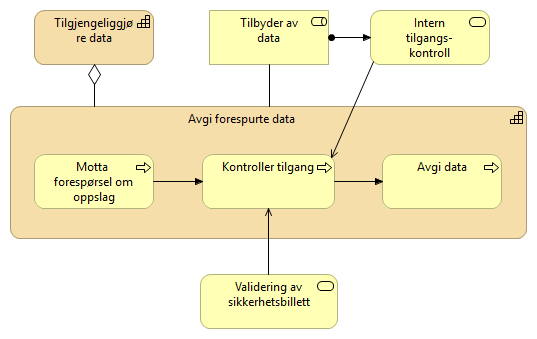 Tilgjengeliggjø
re data
Tilbyder av
data
Intern
tilgangs-
kontroll
Avgi forespurte data
Motta
forespørsel om
oppslag
Kontroller tilgang
Avgi data
Validering av
sikkerhetsbillett